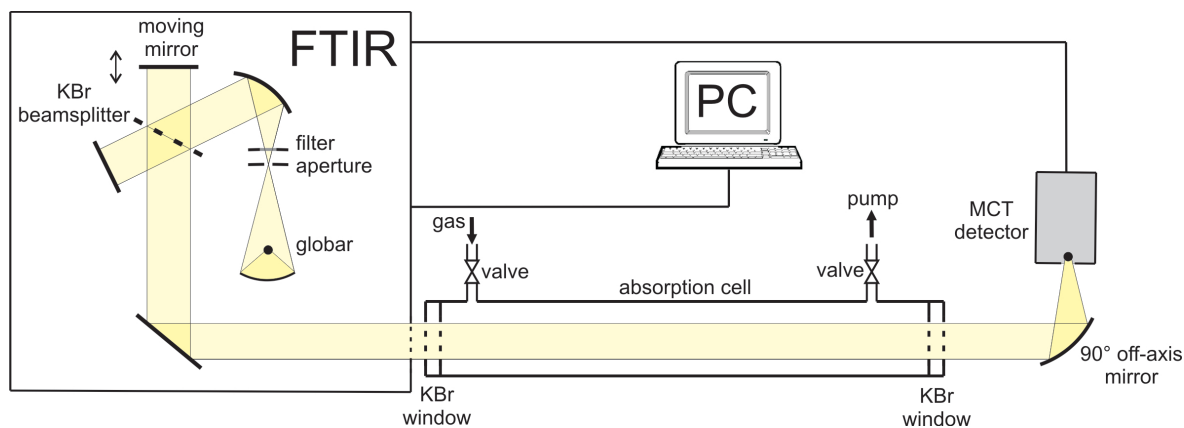 moving
mirror
FTIR
KBr
beamsplitter
filter
aperture
globar
PC
gas
valve
pump
valve
absorption cell
MCT
detector
90° off-axis
mirror
KBr
window
KBr
window